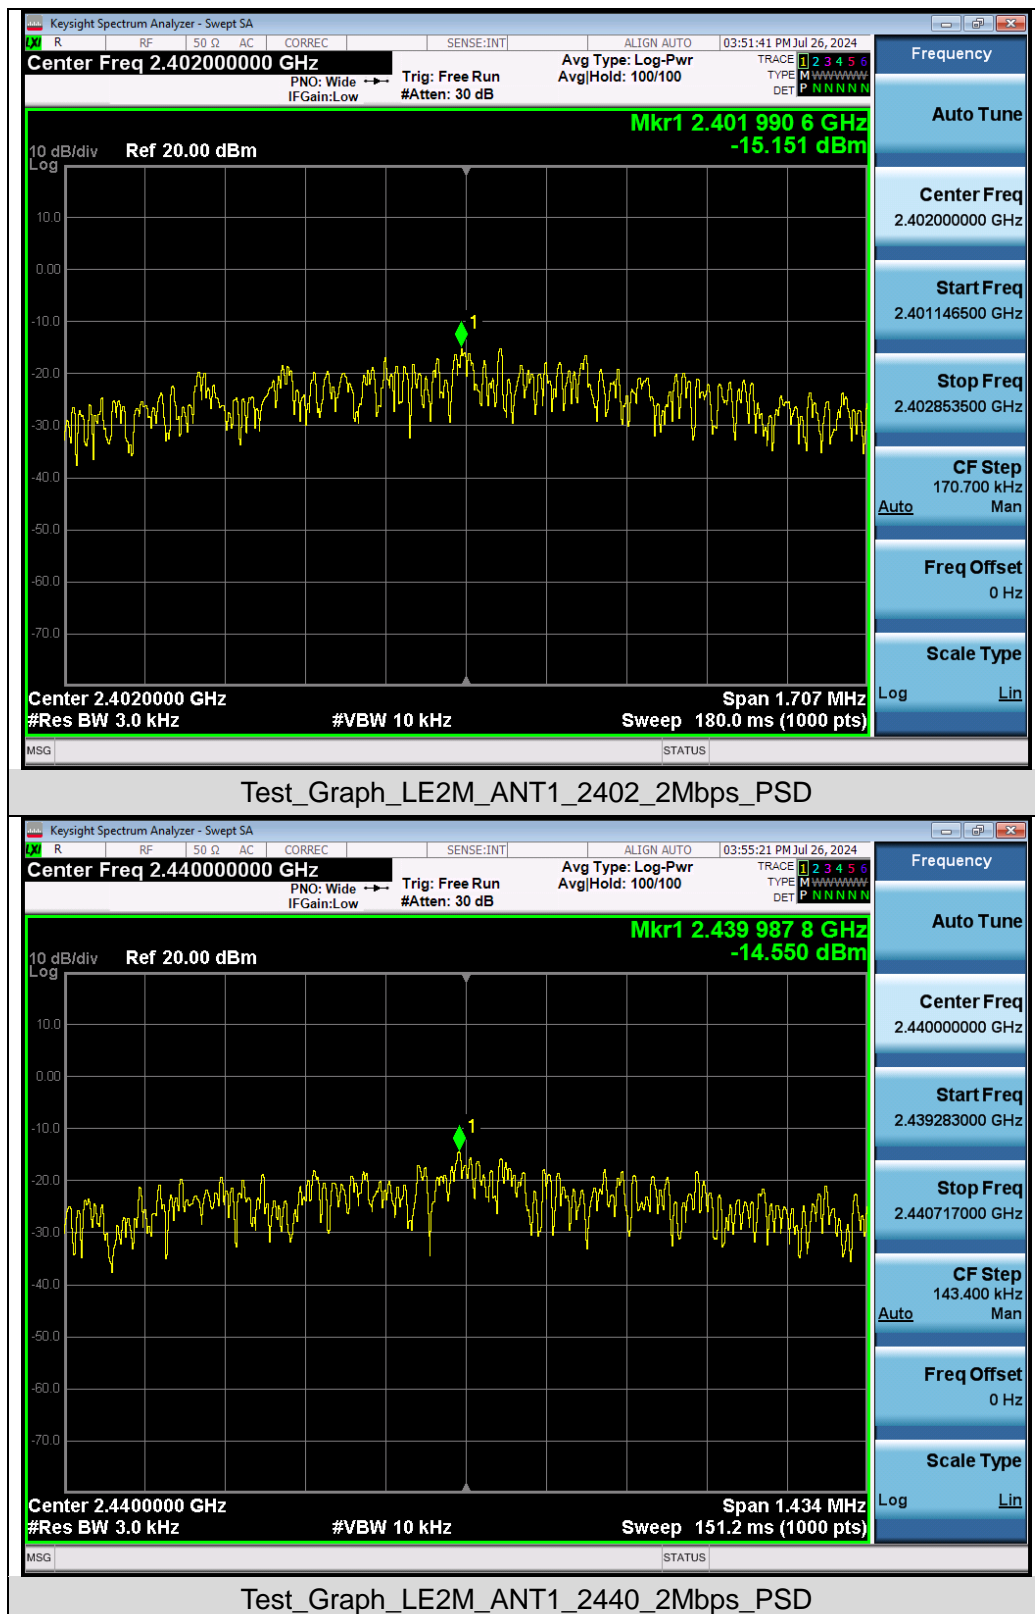 Keysight Spectrum Analyzer - Swept SA
LXI R RF 50 Ω AC CORREC SENSE:INT ALIGN AUTO 03:51:41 PM Jul 26, 2024
Center Freq 2.402000000 GHz
PNO: Wide
IFGain:Low
Trig: Free Run
#Atten: 30 dB
Avg Type: Log-Pwr
Avg|Hold: 100/100
TRACE 1 2 3 4 5 6
TYPE M WWWWW
DET P N N N N N
Mkr1 2.401 990 6 GHz
-15.151 dBm
10 dB/div Ref 20.00 dBm
Log
10.0
0.00
-10.0
1
-20.0
-30.0
-40.0
-50.0
-60.0
-70.0
Center 2.4020000 GHz Span 1.707 MHz
#Res BW 3.0 kHz #VBW 10 kHz Sweep 180.0 ms (1000 pts)
MSG STATUS
Frequency
Auto Tune
Center Freq
2.402000000 GHz
Start Freq
2.401146500 GHz
Stop Freq
2.402853500 GHz
CF Step
170.700 kHz
Auto Man
Freq Offset
0 Hz
Scale Type
Log Lin
Test_Graph_LE2M_ANT1_2402_2Mbps_PSD
Keysight Spectrum Analyzer - Swept SA
LXI R RF 50 Ω AC CORREC SENSE:INT ALIGN AUTO 03:55:21 PM Jul 26, 2024
Center Freq 2.440000000 GHz
PNO: Wide
IFGain:Low
Trig: Free Run
#Atten: 30 dB
Avg Type: Log-Pwr
Avg|Hold: 100/100
TRACE 1 2 3 4 5 6
TYPE M WWWWW
DET P N N N N N
Mkr1 2.439 987 8 GHz
-14.550 dBm
10 dB/div Ref 20.00 dBm
Log
10.0
0.00
-10.0
1
-20.0
-30.0
-40.0
-50.0
-60.0
-70.0
Center 2.4400000 GHz Span 1.434 MHz
#Res BW 3.0 kHz #VBW 10 kHz Sweep 151.2 ms (1000 pts)
MSG STATUS
Frequency
Auto Tune
Center Freq
2.440000000 GHz
Start Freq
2.439283000 GHz
Stop Freq
2.440717000 GHz
CF Step
143.400 kHz
Auto Man
Freq Offset
0 Hz
Scale Type
Log Lin
Test_Graph_LE2M_ANT1_2440_2Mbps_PSD